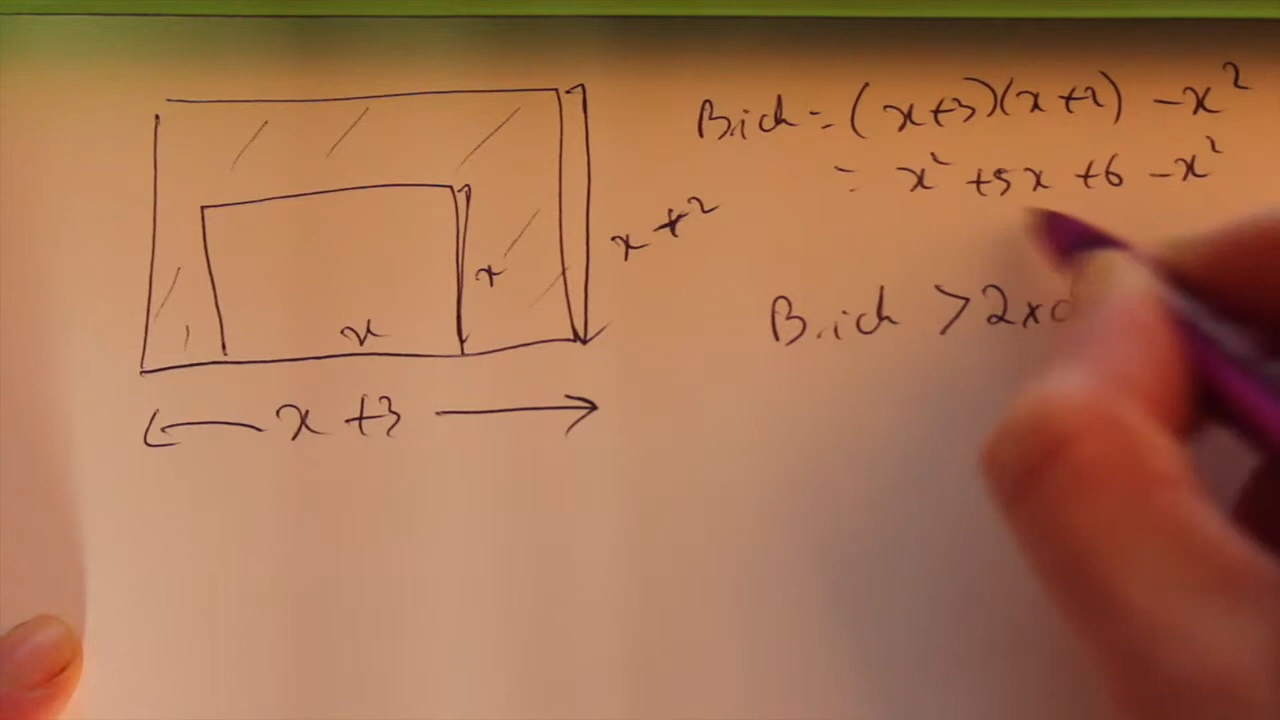 x
x
x + 2
x + 3
Brick = (x+3)(x+2) - x²
= x² + 5x + 6 - x²
Brick > 2x